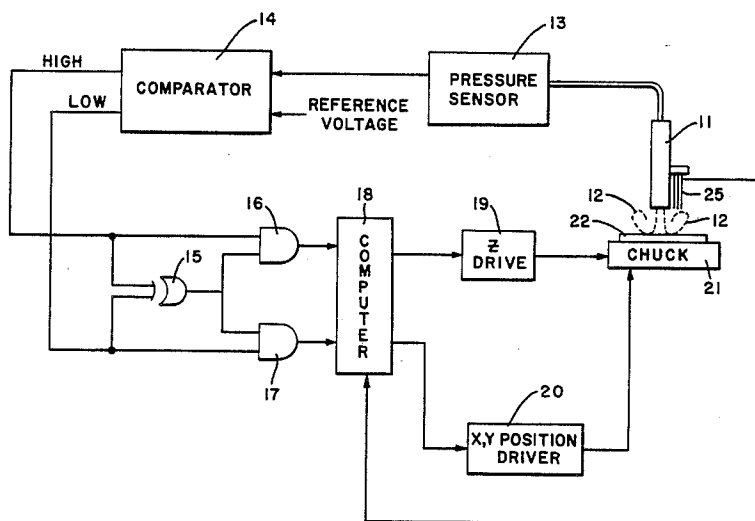 14
13
HIGH
LOW
COMPARATOR
REFERENCE
VOLTAGE
PRESSURE
SENSOR
11
25
12
12
22
16
18
19
15
COMPUTER
Z
DRIVE
CHUCK
21
17
20
X,Y POSITION
DRIVER